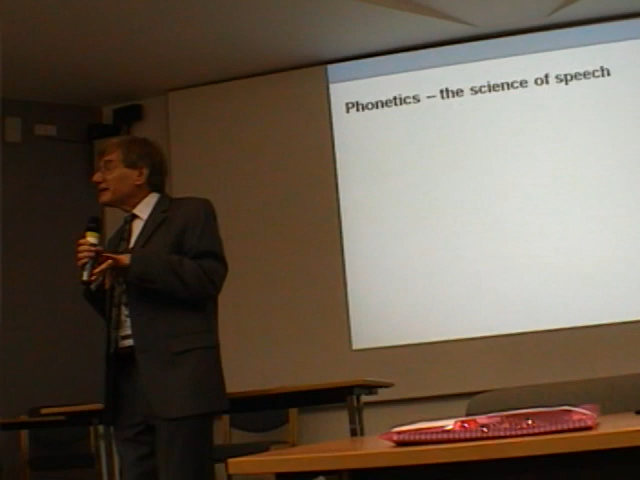 Phonetics – the science of speech